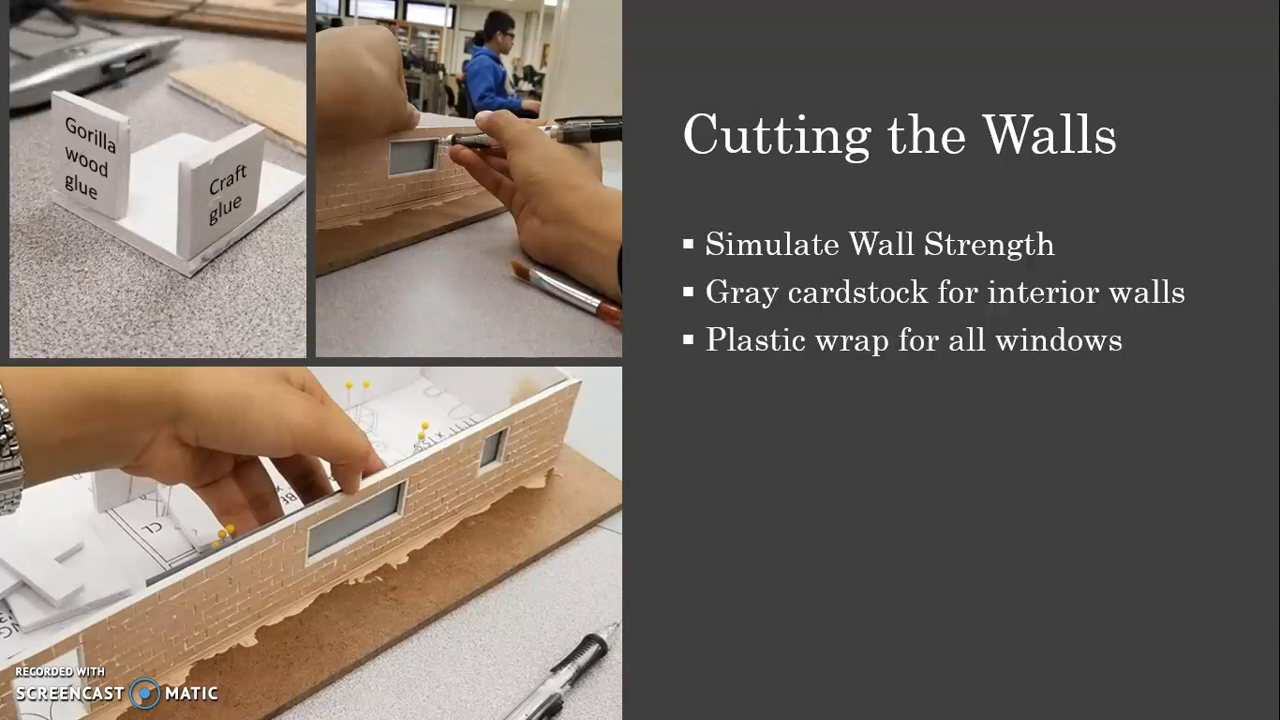 Gorilla
wood
glue
Craft
glue
Cutting the Walls
Simulate Wall Strength
Gray cardstock for interior walls
Plastic wrap for all windows
CL
RECORDED WITH
SCREENCAST MATIC